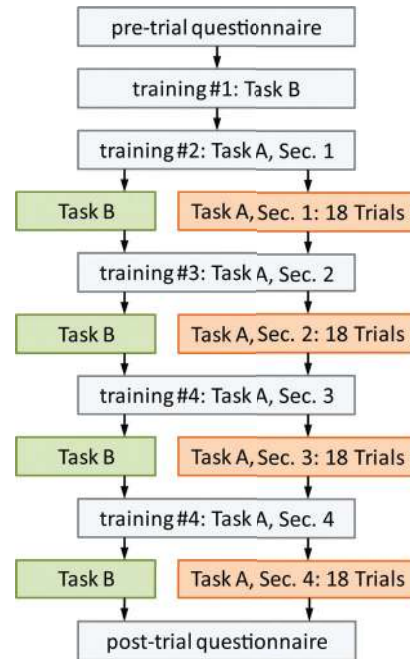 pre-trial questionnaire
training #1: Task B
training #2: Task A, Sec. 1
Task B
Task A, Sec. 1: 18 Trials
training #3: Task A, Sec. 2
Task B
Task A, Sec. 2: 18 Trials
training #4: Task A, Sec. 3
Task B
Task A, Sec. 3: 18 Trials
training #4: Task A, Sec. 4
Task B
Task A, Sec. 4: 18 Trials
post-trial questionnaire